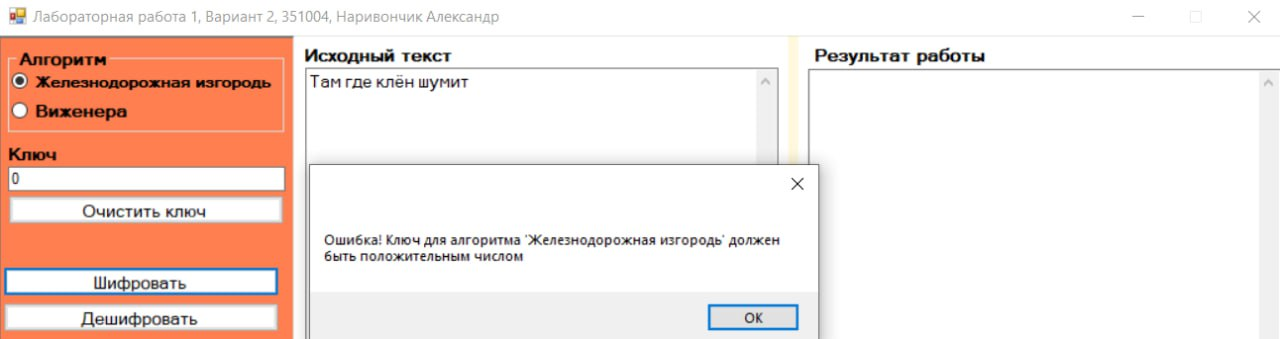 Лабораторная работа 1, Вариант 2, 351004, Наривончик Александр
Алгоритм
Железнодорожная изгородь
Виженера
Ключ
0
Очистить ключ
Шифровать
Дешифровать
Исходный текст
Там где клён шумит
Результат работы
Ошибка! Ключ для алгоритма 'Железнодорожная изгородь' должен
быть положительным числом
ОК